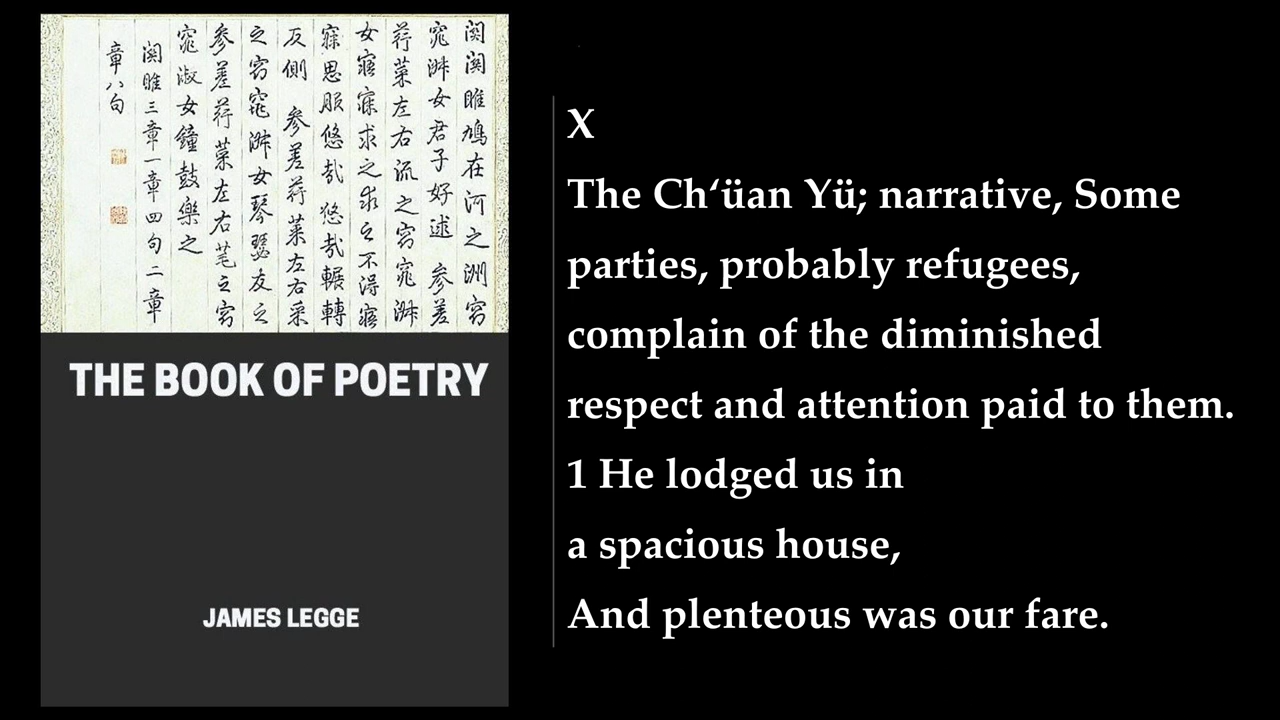 關關雎鳩在河之洲窈
窕淑女君子好逑 參差
荇菜左右流之窈窕淑
女寤寐求之求之不得寤
寐思服悠哉悠哉輾轉
反側 參差荇菜左右采
之窈窕淑女琴瑟友之
參差荇菜左右芼之窈
窕淑女鐘鼓樂之
關雎三章一章四句二章
章八句
THE BOOK OF POETRY
JAMES LEGGE
X
The Ch‘üan Yü; narrative, Some
parties, probably refugees,
complain of the diminished
respect and attention paid to them.
1 He lodged us in
a spacious house,
And plenteous was our fare.